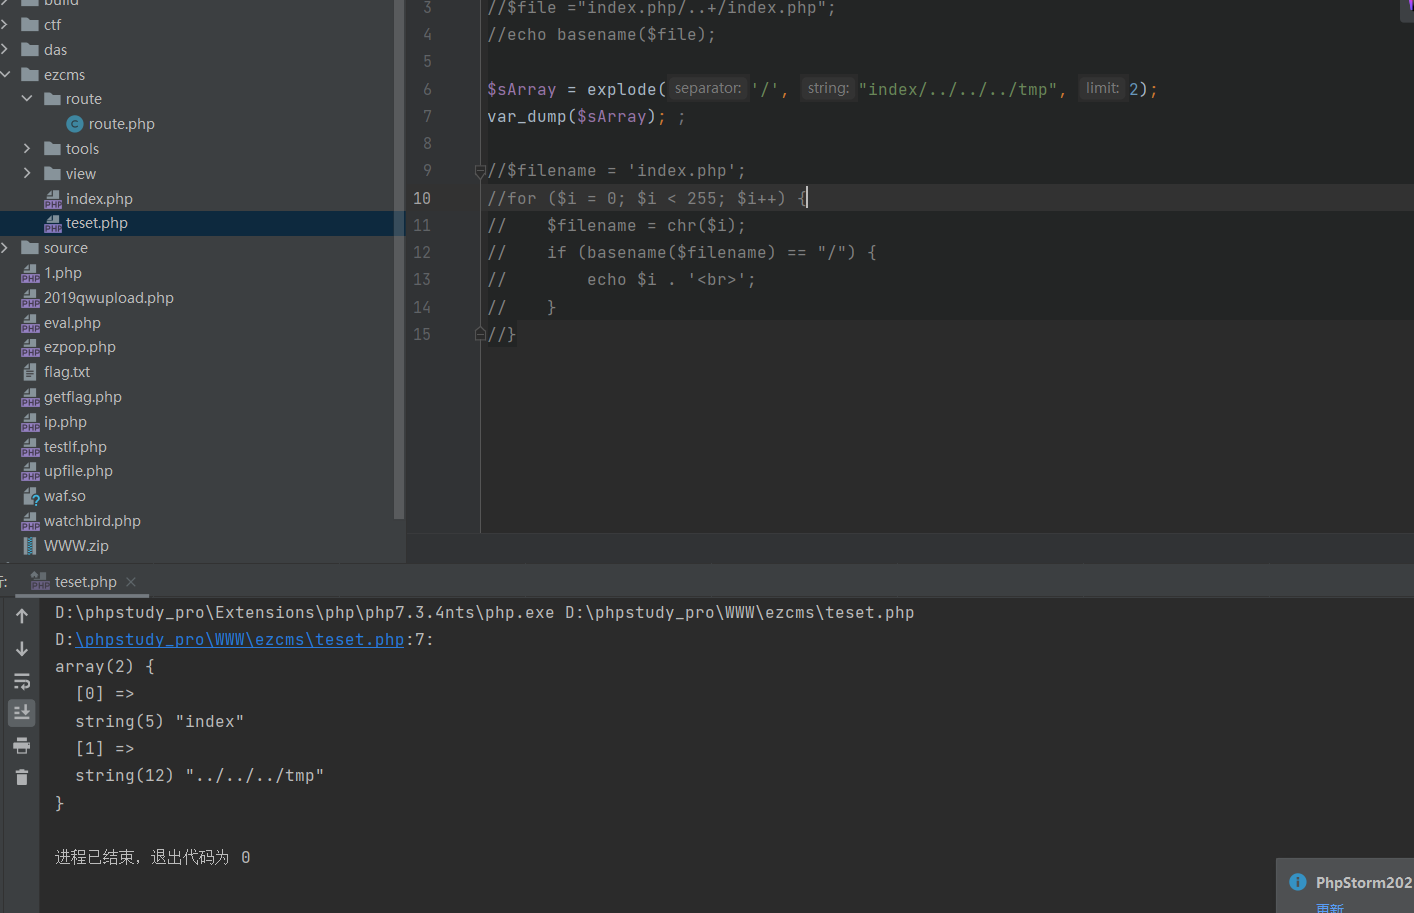 build
ctf
das
ezcms
route
route.php
tools
view
index.php
teset.php
source
1.php
2019qwupload.php
eval.php
ezpop.php
flag.txt
getflag.php
ip.php
testlf.php
upfile.php
waf.so
watchbird.php
WWW.zip
3 //$file ="index.php/..+/index.php";
4 //echo basename($file);
5
6 $sArray = explode( separator: '/', string: "index/../../../tmp", limit: 2);
7 var_dump($sArray); ;
8
9 //$filename = 'index.php';
10 //for ($i = 0; $i < 255; $i++) {
11 //    $filename = chr($i);
12 //    if (basename($filename) == "/") {
13 //        echo $i . '<br>';
14 //    }
15 //}
teset.php
D:\phpstudy_pro\Extensions\php\php7.3.4nts\php.exe D:\phpstudy_pro\WWW\ezcms\teset.php
D:\phpstudy_pro\WWW\ezcms\teset.php:7:
array(2) {
  [0] =>
  string(5) "index"
  [1] =>
  string(12) "../../../tmp"
}
进程已结束，退出代码为 0
PhpStorm202
更新